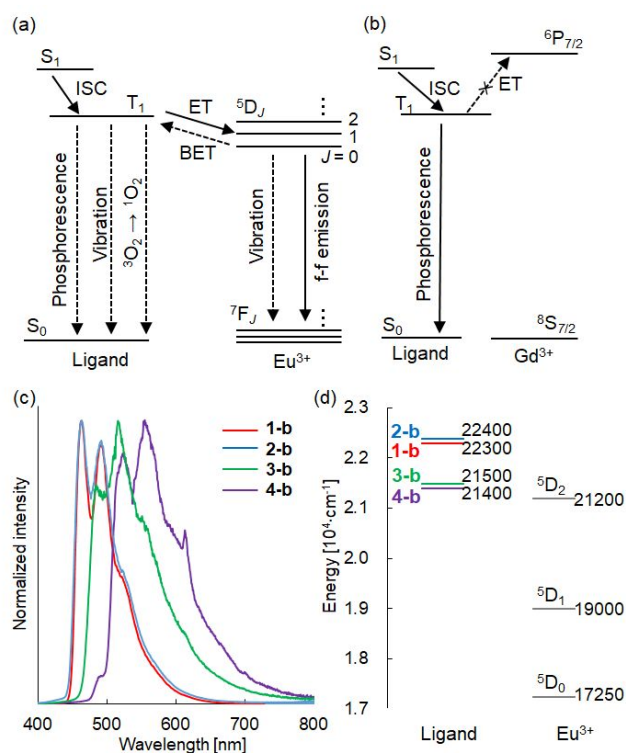 (a)
S1
ISC
T1
ET
BET
5DJ
⋮
2
1
J = 0
Phosphorescence
Vibration
3O2 → 1O2
Vibration
f-f emission
7FJ
⋮
S0
Ligand
Eu3+
(b)
S1
ISC
T1
6P7/2
ET
Phosphorescence
S0
8S7/2
Ligand
Gd3+
(c)
Normalized intensity
1-b
2-b
3-b
4-b
400 500 600 700 800
Wavelength [nm]
(d)
Energy [10⁴·cm⁻¹]
2.3
2.2
2.1
2.0
1.9
1.8
1.7
2-b 22400
1-b 22300
3-b 21500
4-b 21400
5D2 21200
5D1 19000
5D0 17250
Ligand
Eu3+